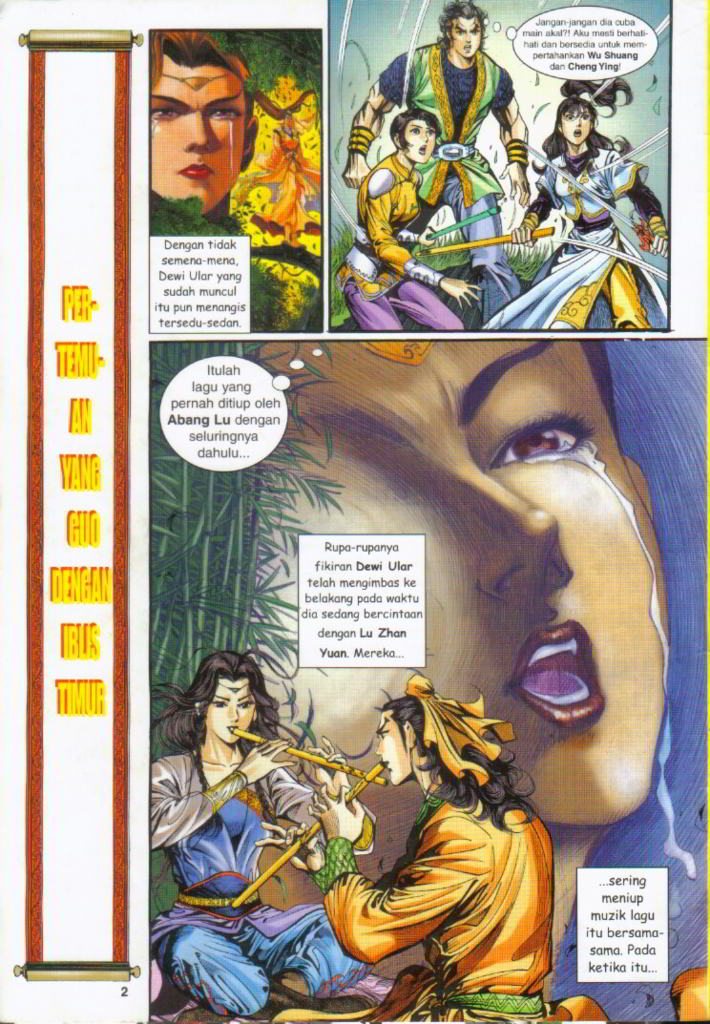 PER-
TEMU-
AN
YANG
GUO
DENGAN
IBLIS
TIMUR
Dengan tidak
semena-mena,
Dewi Ular yang
sudah muncul
itu pun menangis
tersedu-sedan.
Jangan-jangan dia cuba
main akal?! Aku mesti berhati-
hati dan bersedia untuk mem-
pertahankan Wu Shuang
dan Cheng Ying!
Itulah
lagu yang
pernah ditiup oleh
Abang Lu dengan
seluringnya
dahulu...
Rupa-rupanya
fikiran Dewi Ular
telah mengimbas ke
belakang pada waktu
dia sedang bercintaan
dengan Lu Zhan
Yuan. Mereka...
...sering
meniup
muzik lagu
itu bersama-
sama. Pada
ketika itu...
2